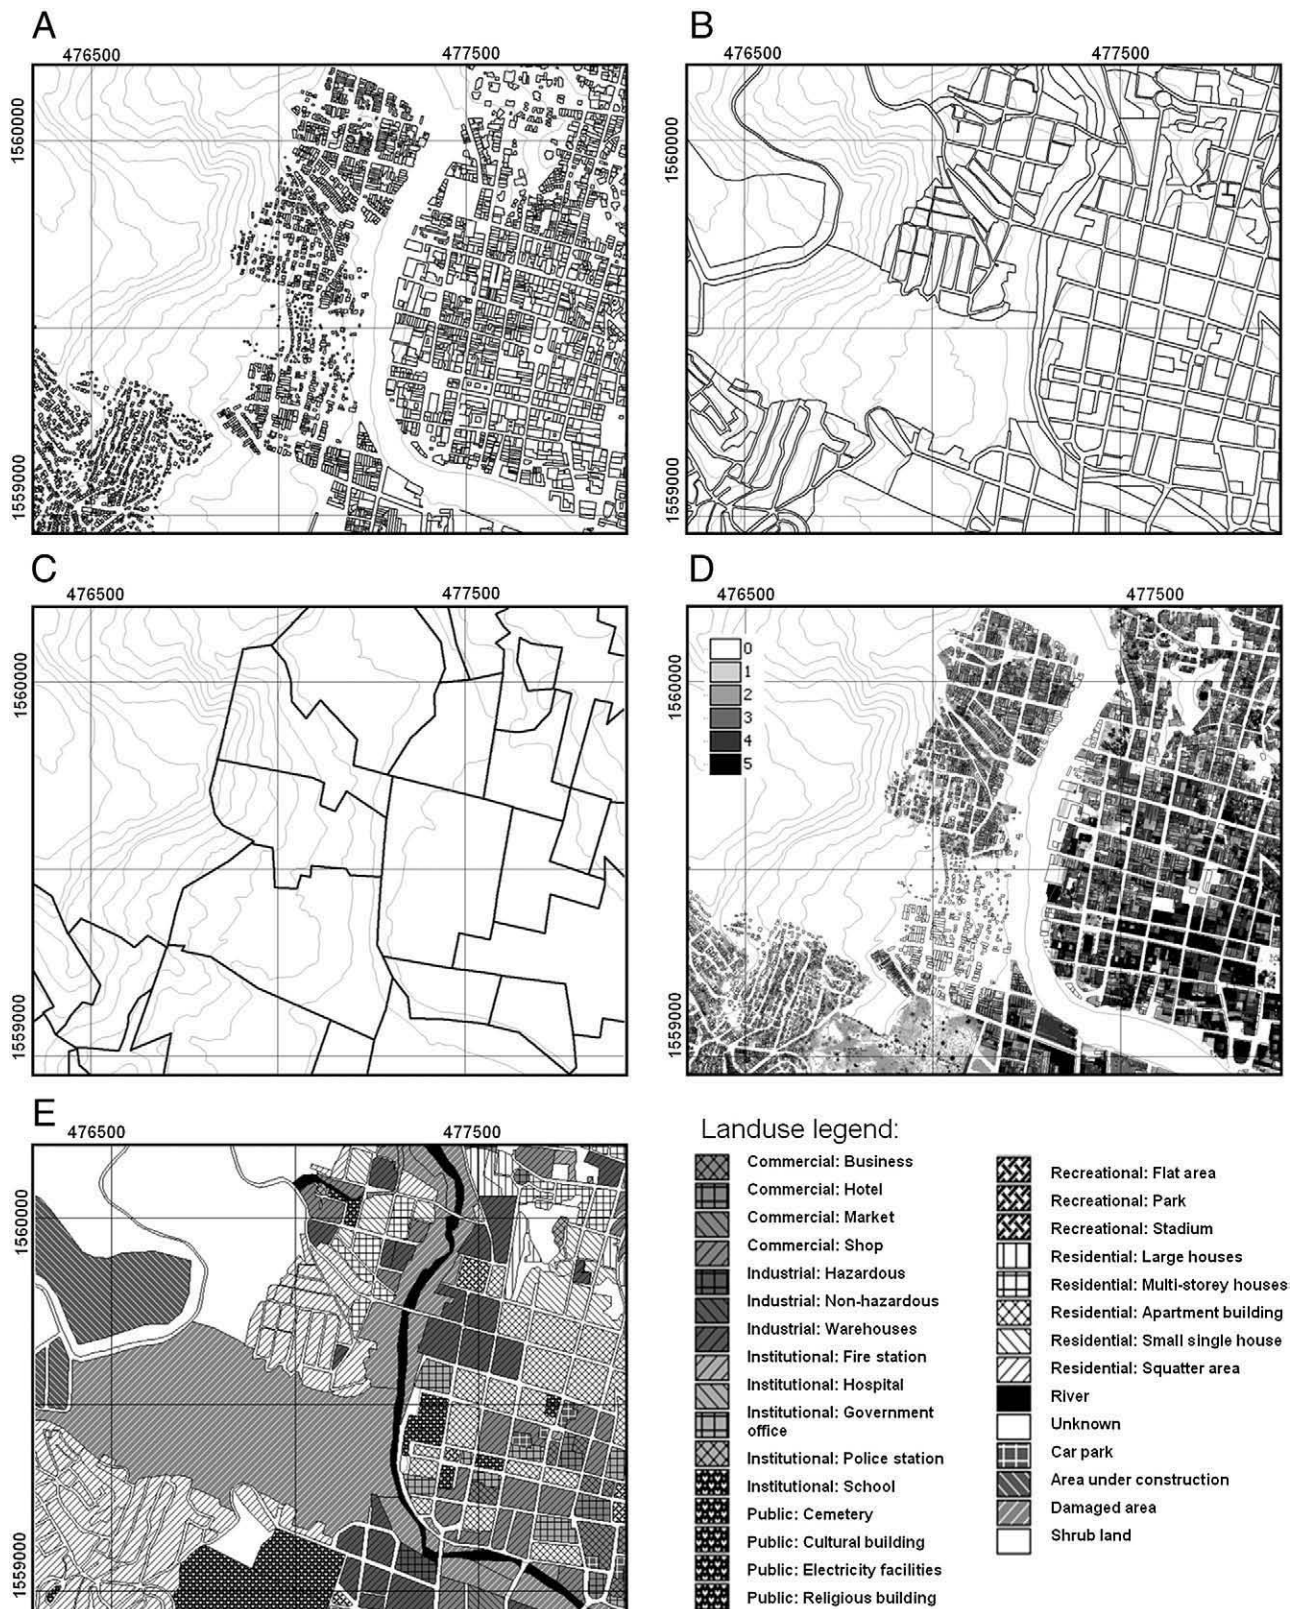 A
B
476500 477500
476500 477500
1560000
1560000
1559000
1559000
C
D
476500 477500
476500 477500
0
1
2
3
4
5
1560000
1560000
1559000
1559000
E
476500 477500
1560000
1559000
Landuse legend:
Commercial: Business
Commercial: Hotel
Commercial: Market
Commercial: Shop
Industrial: Hazardous
Industrial: Non-hazardous
Industrial: Warehouses
Institutional: Fire station
Institutional: Hospital
Institutional: Government
office
Institutional: Police station
Institutional: School
Public: Cemetery
Public: Cultural building
Public: Electricity facilities
Public: Religious building
Recreational: Flat area
Recreational: Park
Recreational: Stadium
Residential: Large houses
Residential: Multi-storey houses
Residential: Apartment building
Residential: Small single house
Residential: Squatter area
River
Unknown
Car park
Area under construction
Damaged area
Shrub land